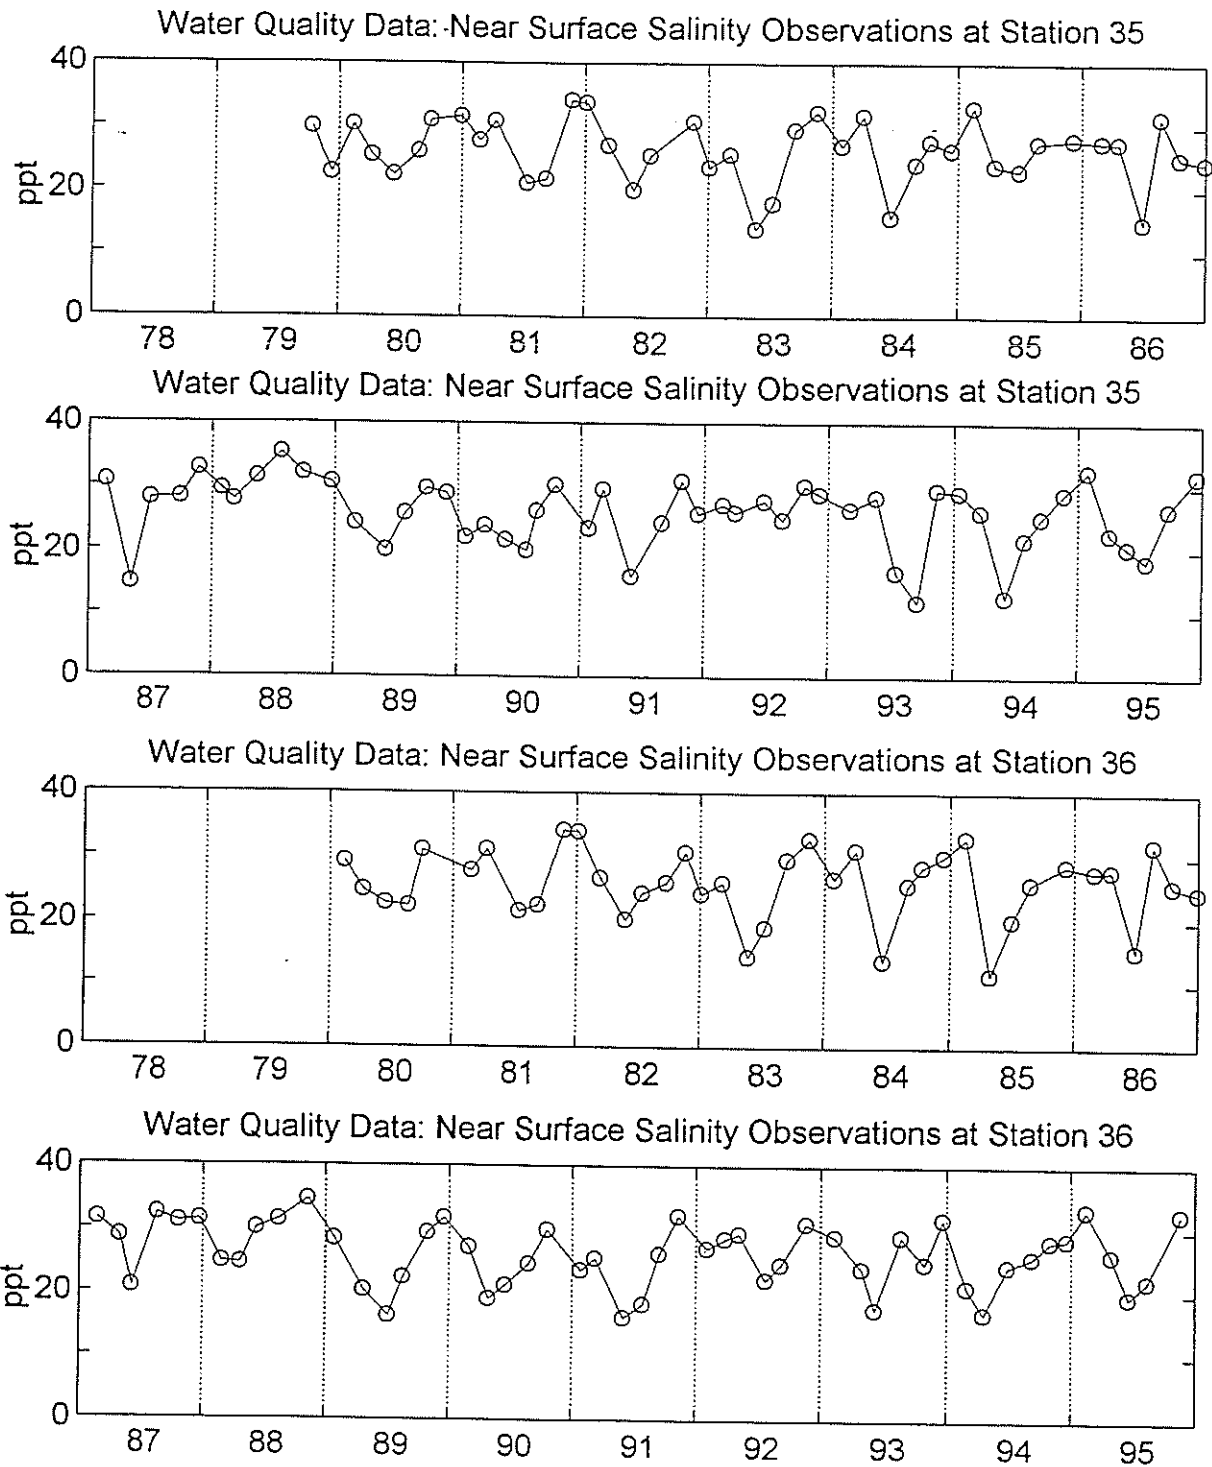 Water Quality Data: Near Surface Salinity Observations at Station 35
40
20
0
ppt
78 79 80 81 82 83 84 85 86
Water Quality Data: Near Surface Salinity Observations at Station 35
40
20
0
ppt
87 88 89 90 91 92 93 94 95
Water Quality Data: Near Surface Salinity Observations at Station 36
40
20
0
ppt
78 79 80 81 82 83 84 85 86
Water Quality Data: Near Surface Salinity Observations at Station 36
40
20
0
ppt
87 88 89 90 91 92 93 94 95